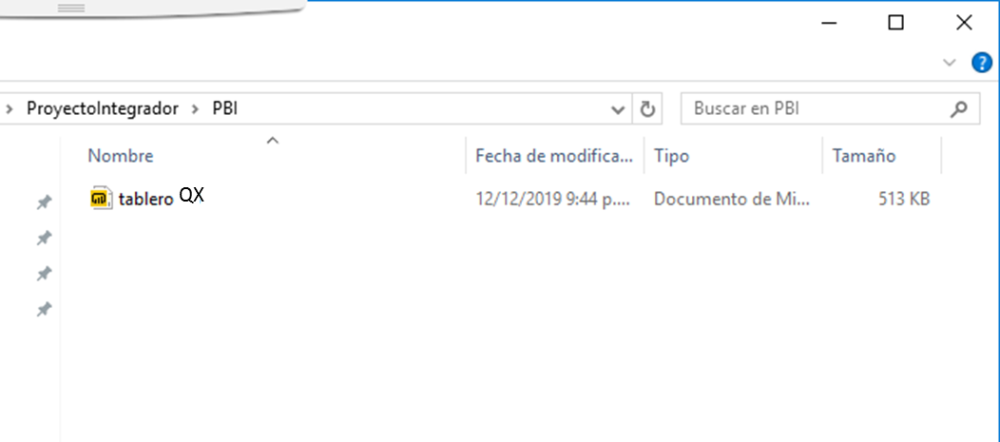 ProyectoIntegrador > PBI
Buscar en PBI
Nombre Fecha de modifica... Tipo Tamaño
tablero QX 12/12/2019 9:44 p.... Documento de Mi... 513 KB